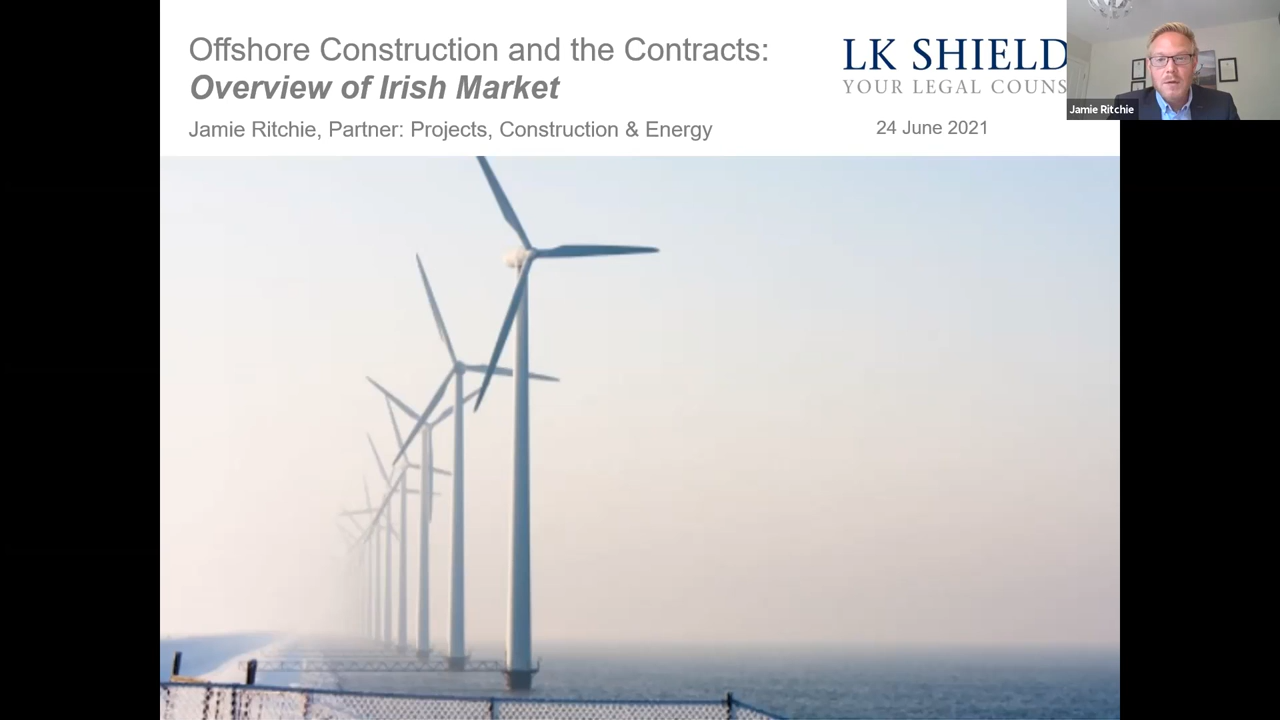 Offshore Construction and the Contracts:
Overview of Irish Market
Jamie Ritchie, Partner: Projects, Construction & Energy
LK SHIELD
YOUR LEGAL COUNS
24 June 2021
Jamie Ritchie